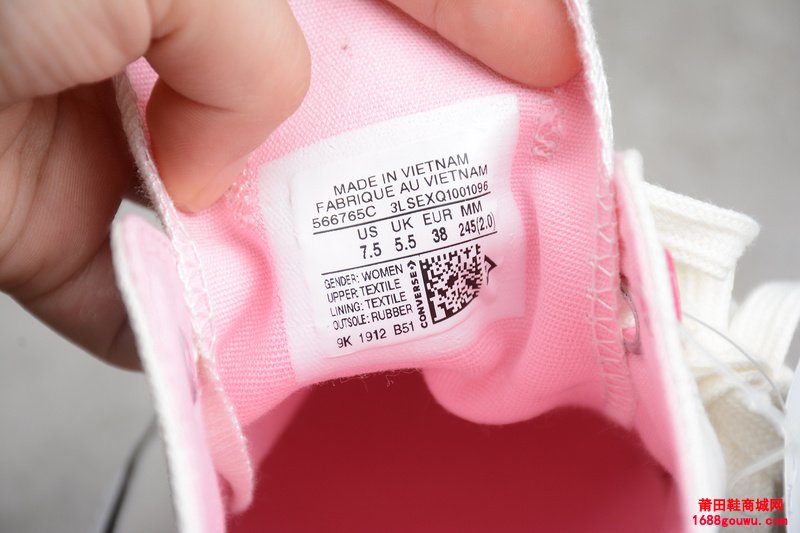 MADE IN VIETNAM
FABRIQUE AU VIETNAM
566765C 3LSEXQ1001096
US UK EUR MM
7.5 5.5 38 245(2.0)
GENDER: WOMEN
UPPER: TEXTILE
LINING: TEXTILE
OUTSOLE: RUBBER
CONVERSE
9K 1912 B51
莆田鞋商城网
1688gouwu.com